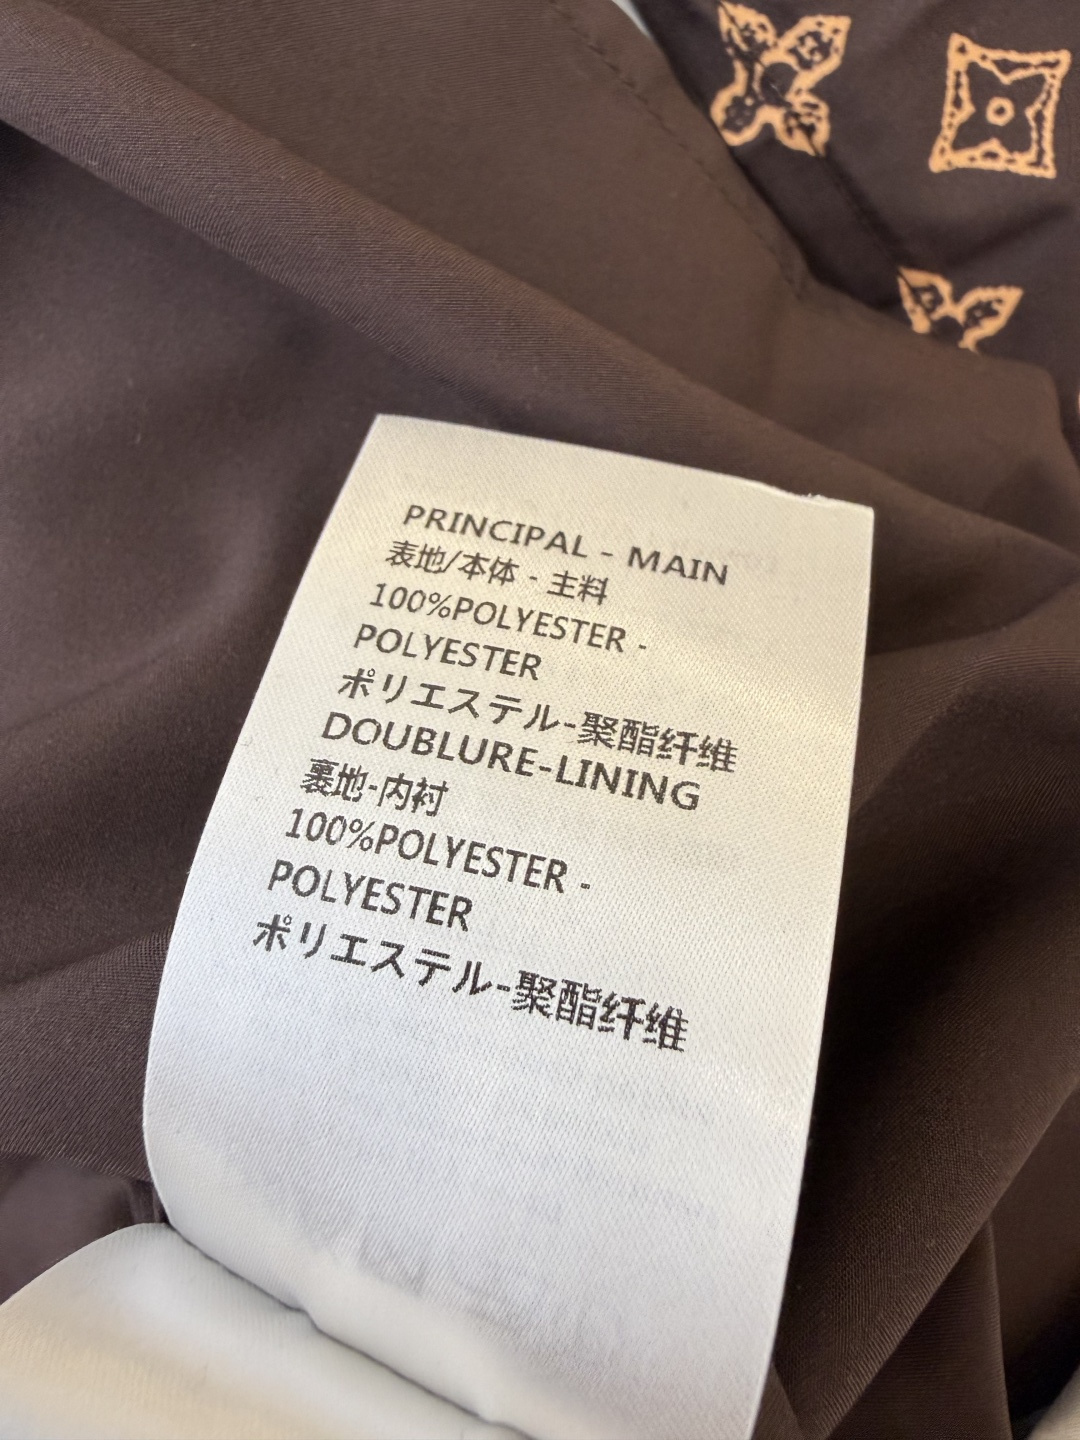 PRINCIPAL - MAIN
表地/本体 - 主料
100%POLYESTER -
POLYESTER
ポリエステル-聚酯纤维
DOUBLURE-LINING
裏地-内衬
100%POLYESTER -
POLYESTER
ポリエステル-聚酯纤维